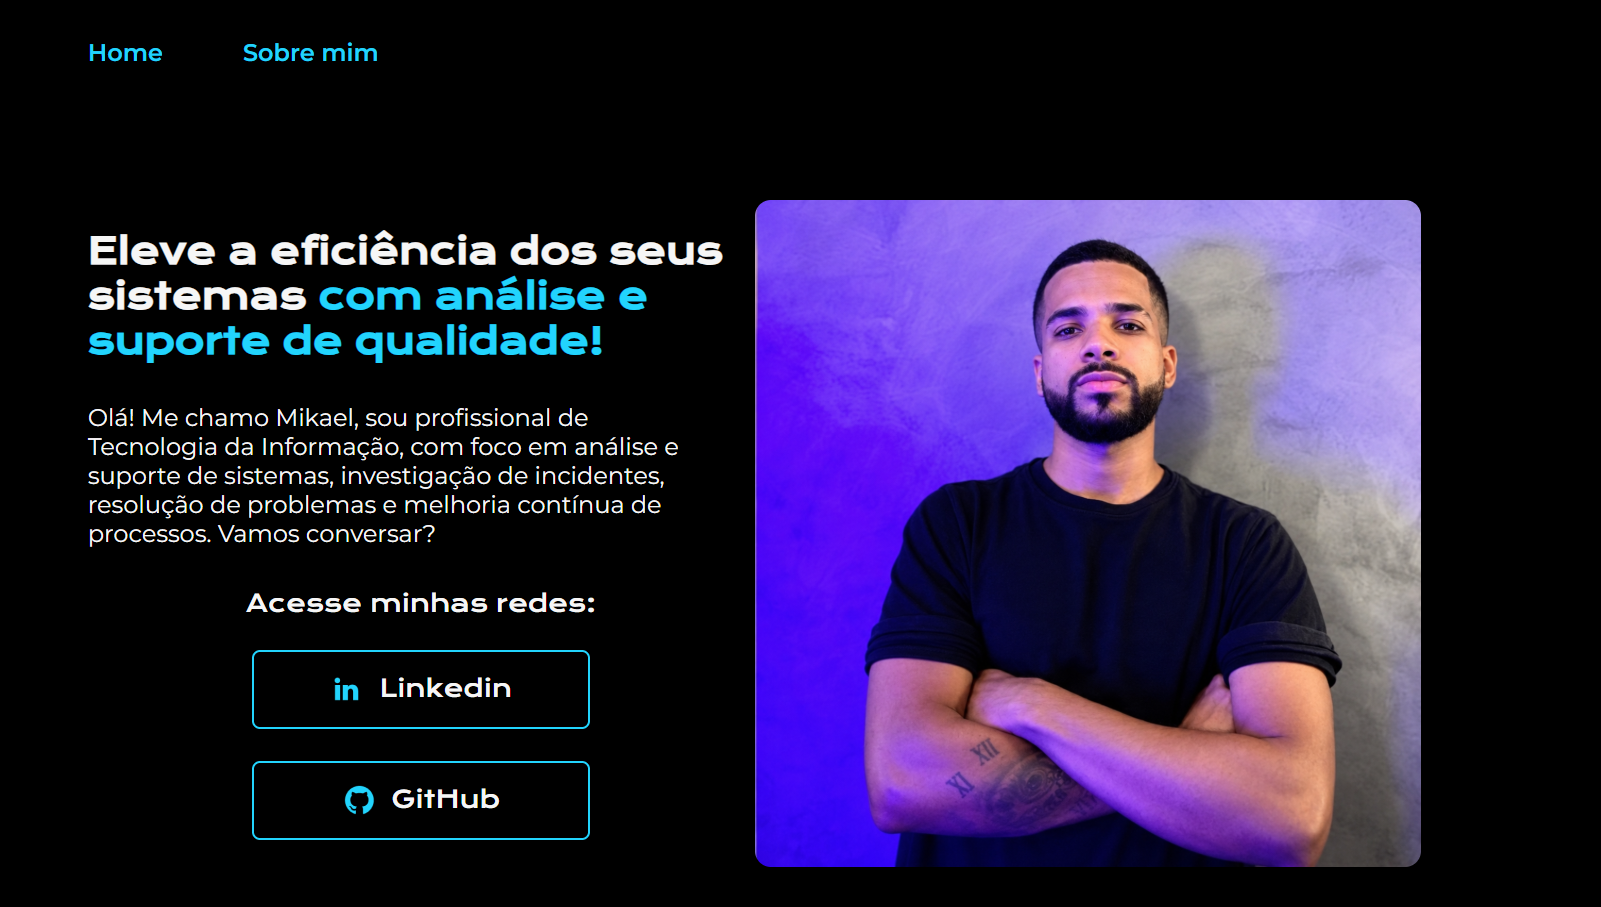 Home Sobre mim
Eleve a eficiência dos seus
sistemas com análise e
suporte de qualidade!
Olá! Me chamo Mikael, sou profissional de
Tecnologia da Informação, com foco em análise e
suporte de sistemas, investigação de incidentes,
resolução de problemas e melhoria contínua de
processos. Vamos conversar?
Acesse minhas redes:
in Linkedin
GitHub
XII
IX